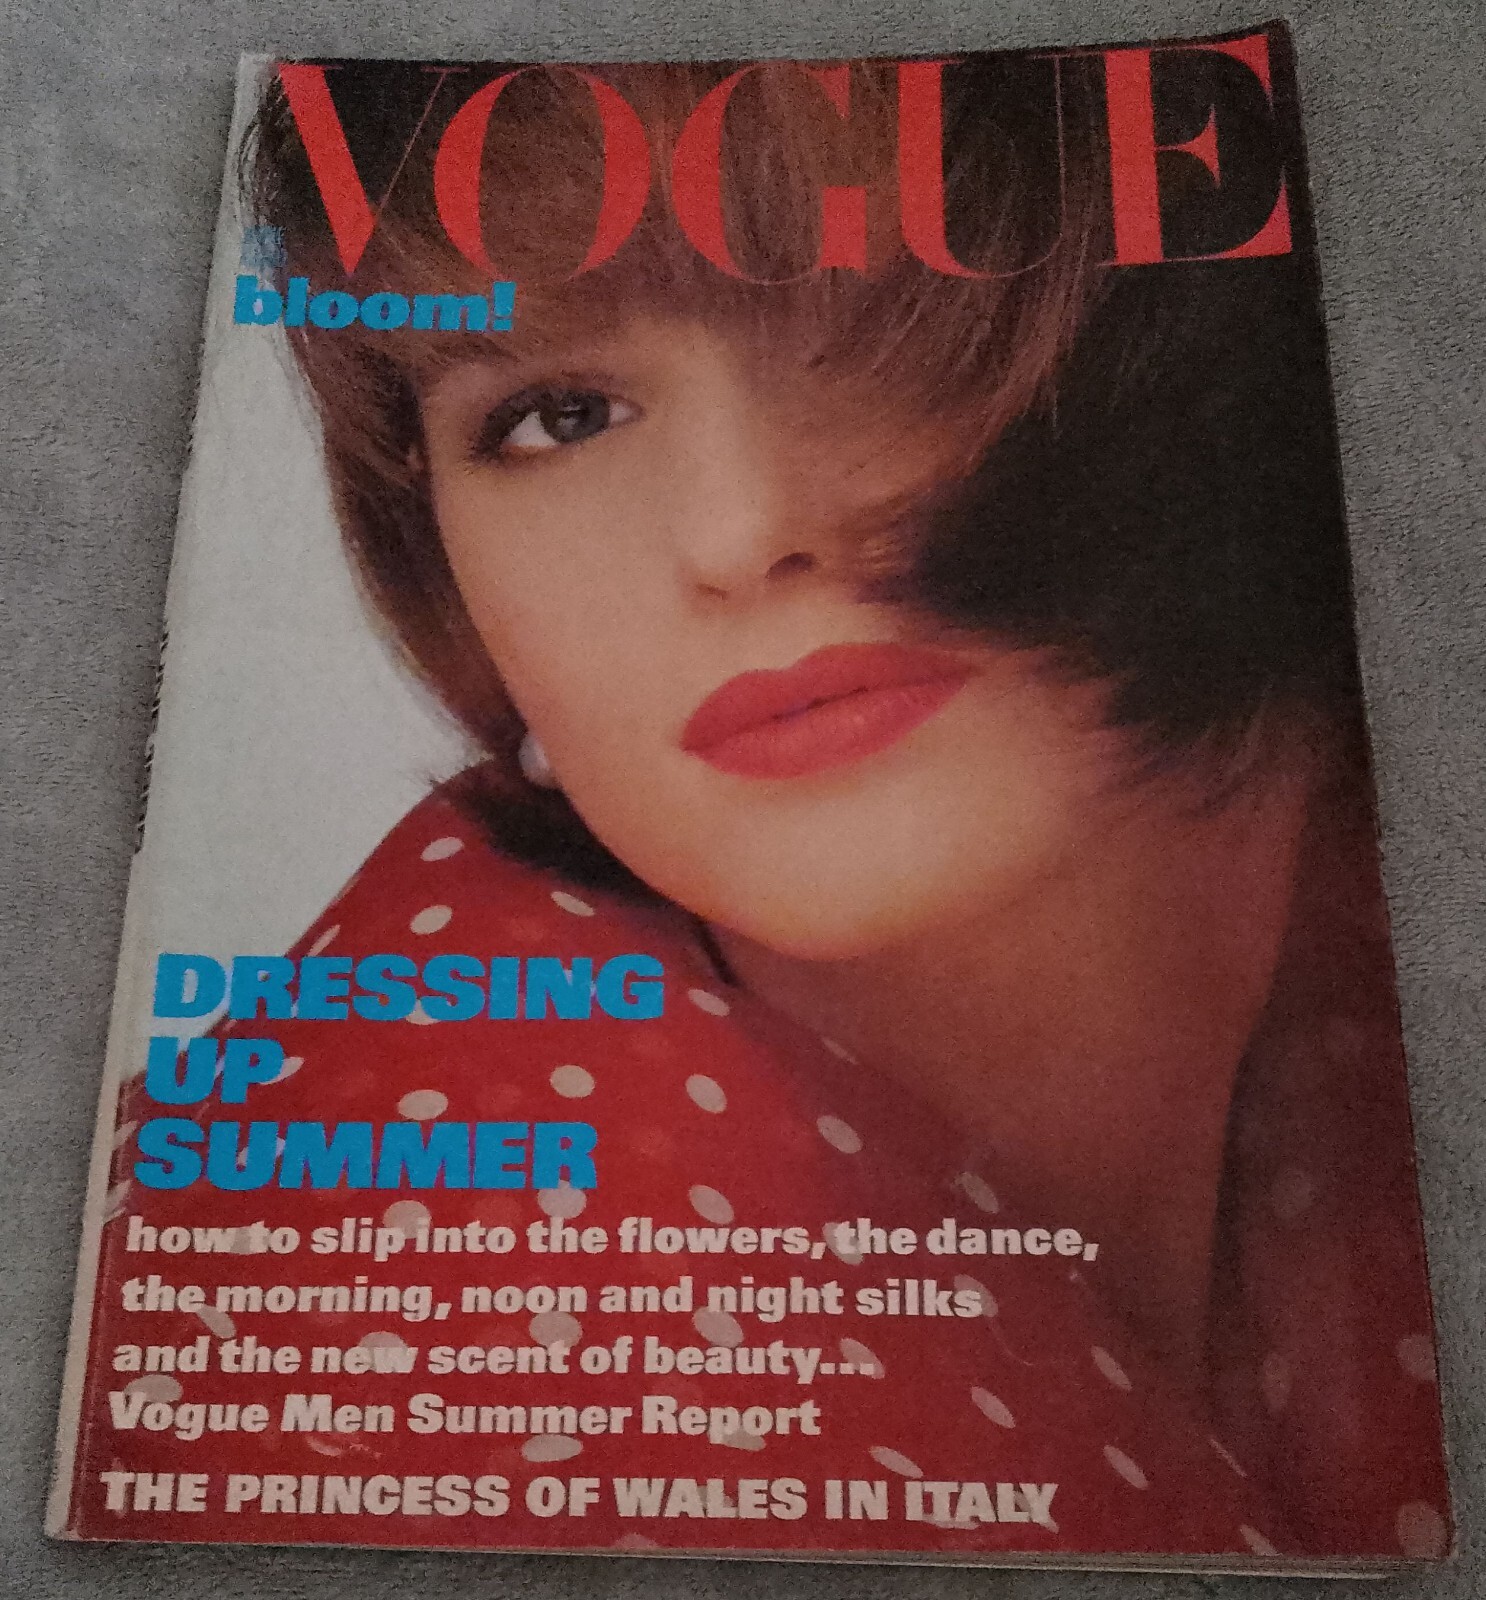 VOGUE
bloom!
DRESSING
UP
SUMMER
how to slip into the flowers, the dance,
the morning, noon and night silks
and the new scent of beauty...
Vogue Men Summer Report
THE PRINCESS OF WALES IN ITALY